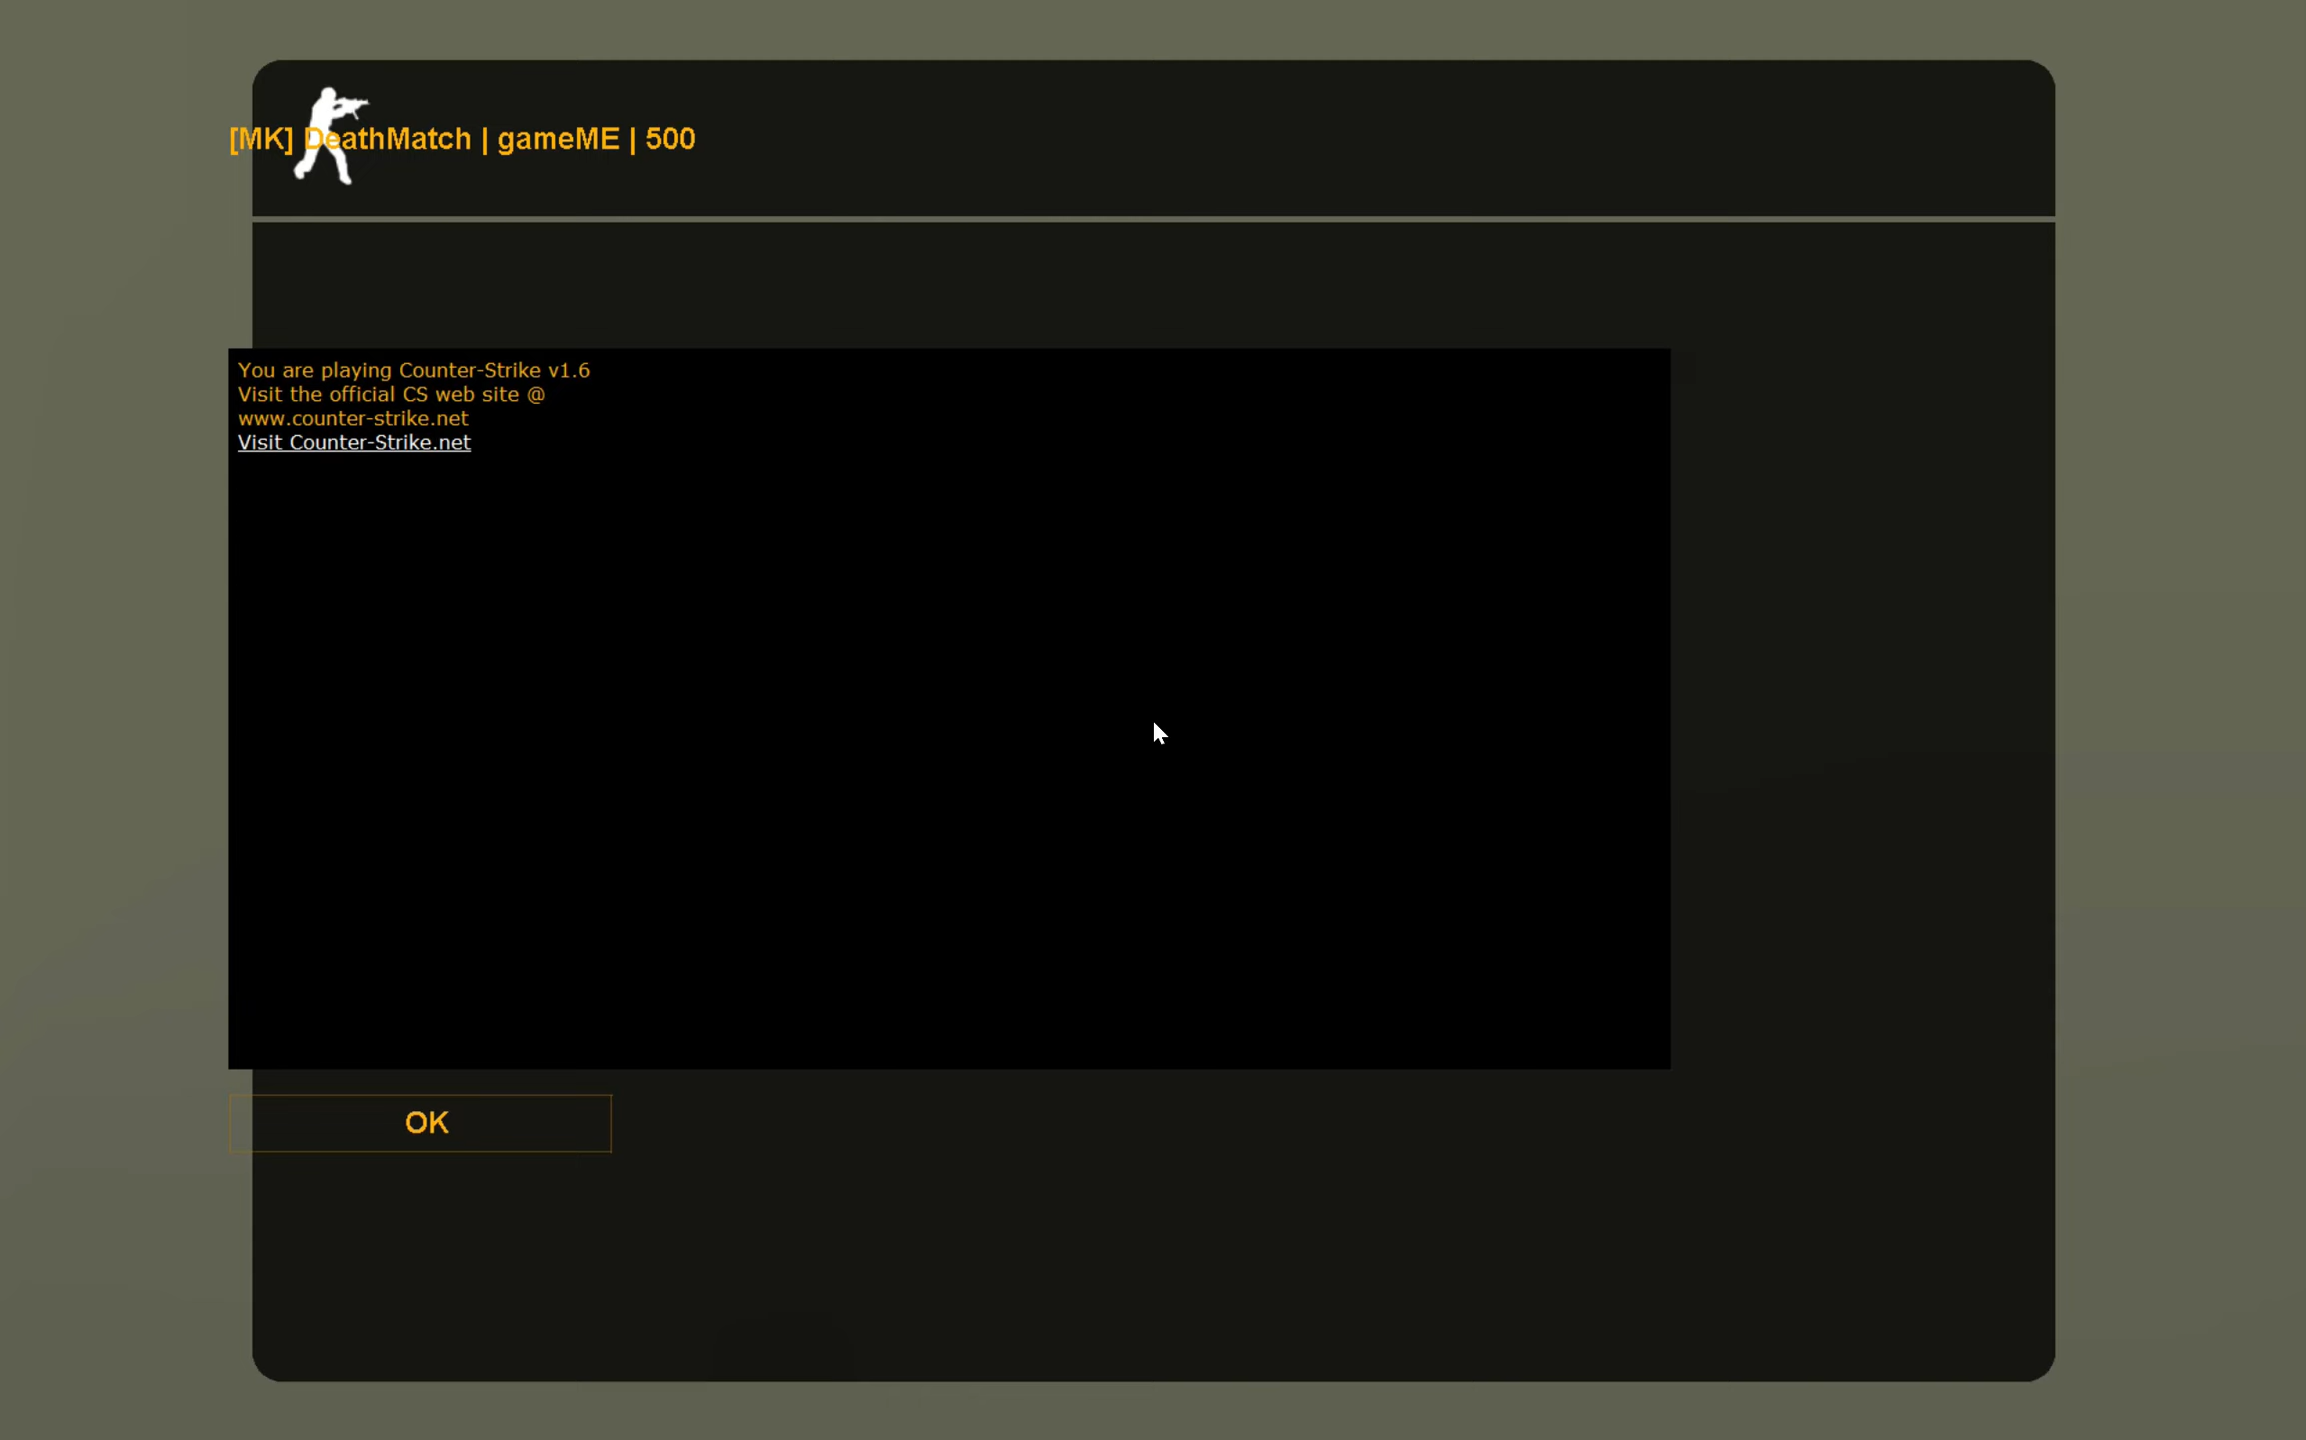 [MK] DeathMatch | gameME | 500
You are playing Counter-Strike v1.6
Visit the official CS web site @
www.counter-strike.net
Visit Counter-Strike.net
OK